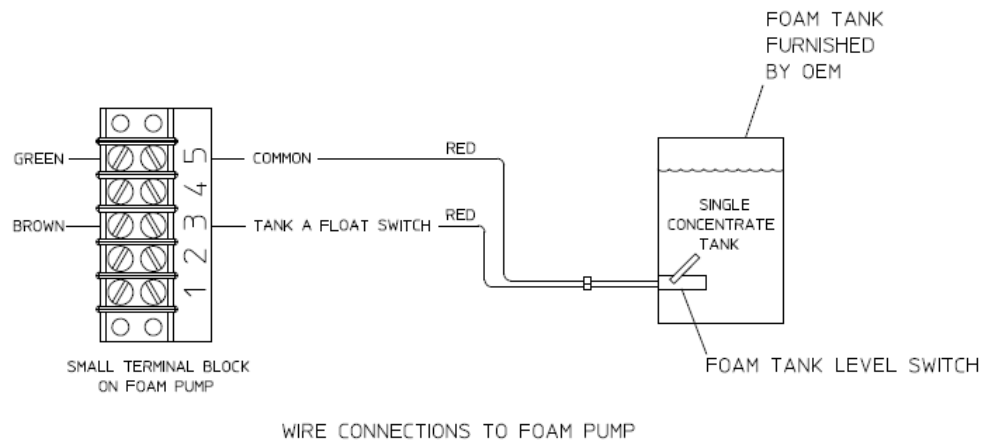 FOAM TANK
FURNISHED
BY OEM
GREEN
5
COMMON
RED
4
BROWN
3
TANK A FLOAT SWITCH
RED
2
1
SINGLE
CONCENTRATE
TANK
SMALL TERMINAL BLOCK
ON FOAM PUMP
FOAM TANK LEVEL SWITCH
WIRE CONNECTIONS TO FOAM PUMP